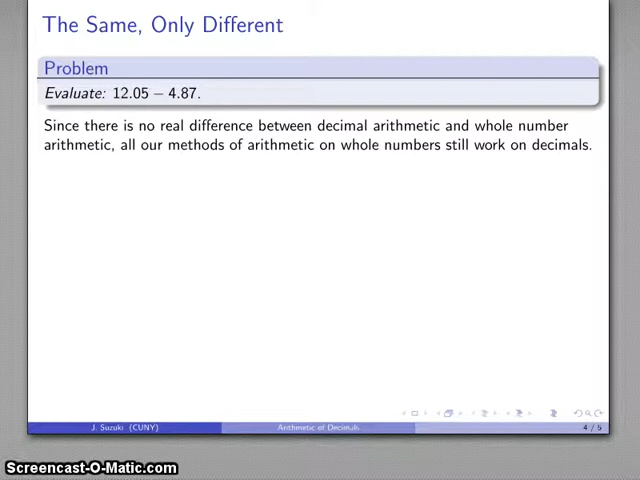 The Same, Only Different
Problem
Evaluate: 12.05 − 4.87.
Since there is no real difference between decimal arithmetic and whole number
arithmetic, all our methods of arithmetic on whole numbers still work on decimals.
J. Suzuki (CUNY)
Arithmetic of Decimals
4 / 5
Screencast-O-Matic.com